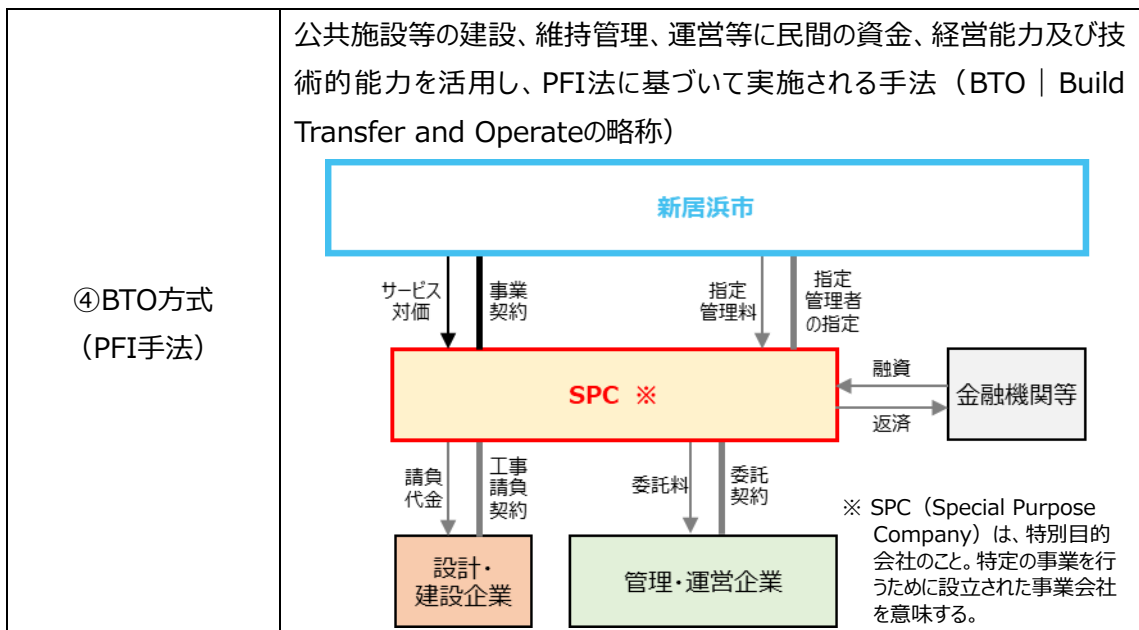 公共施設等の建設、維持管理、運営等に民間の資金、経営能力及び技
術的能力を活用し、PFI法に基づいて実施される手法（BTO｜Build
Transfer and Operateの略称）
④BTO方式
（PFI手法）
新居浜市
サービス
対価
事業
契約
指定
管理料
指定
管理者
の指定
SPC ※
融資
返済
金融機関等
請負
代金
工事
請負
契約
委託料
委託
契約
設計・
建設企業
管理・運営企業
※ SPC（Special Purpose
Company）は、特別目的
会社のこと。特定の事業を行
うために設立された事業会社
を意味する。